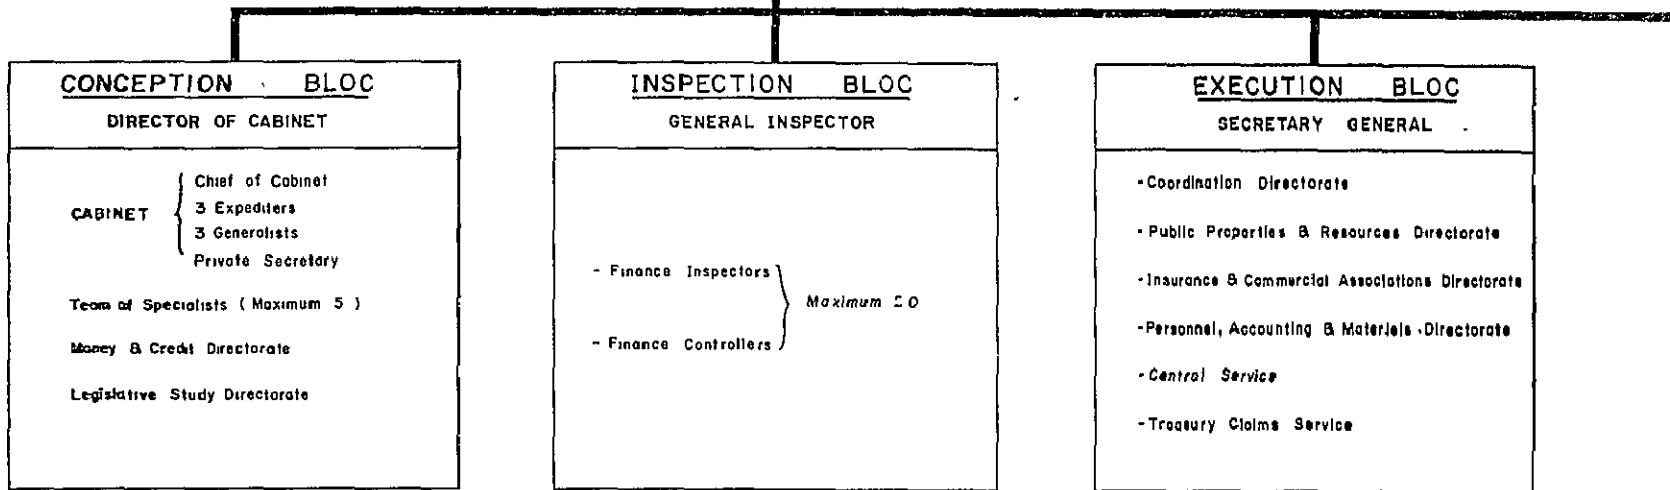 CONCEPTION BLOC
DIRECTOR OF CABINET
CABINET
Chief of Cabinet
3 Expediters
3 Generalists
Private Secretary
Team of Specialists ( Maximum 5 )
Money & Credit Directorate
Legislative Study Directorate
INSPECTION BLOC
GENERAL INSPECTOR
- Finance Inspectors
- Finance Controllers
Maximum
EXECUTION BLOC
SECRETARY GENERAL
- Coordination Directorate
- Public Properties & Resources Directorate
- Insurance & Commercial Associations Directorate
- Personnel, Accounting & Materiels Directorate
- Central Service
- Treasury Claims Service